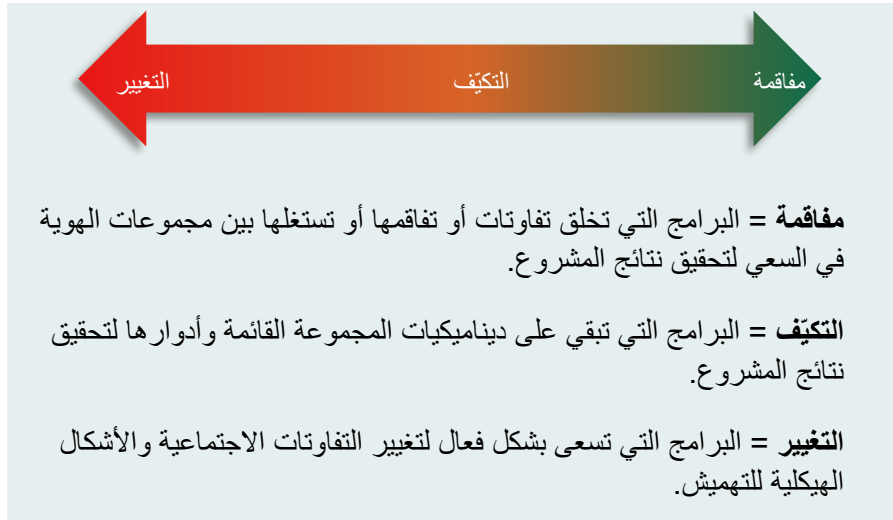 مفاقمة
التكيّف
التغيير
مفاقمة = البرامج التي تخلق تفاوتات أو تفاقمها أو تستغلها بين مجموعات الهوية
في السعي لتحقيق نتائج المشروع.
التكيّف = البرامج التي تبقي على ديناميكيات المجموعة القائمة وأدوارها لتحقيق
نتائج المشروع.
التغيير = البرامج التي تسعى بشكل فعال لتغيير التفاوتات الاجتماعية والأشكال
الهيكلية للتهميش.